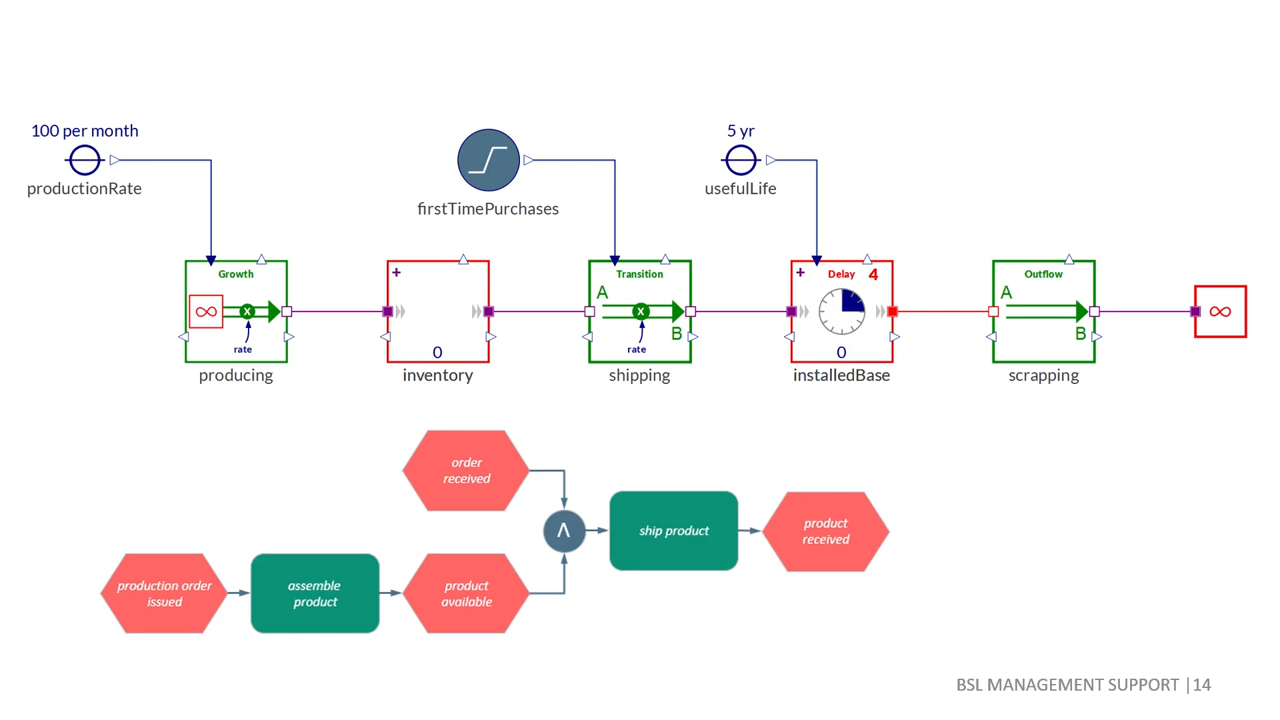 100 per month
productionRate
firstTimePurchases
5 yr
usefulLife
Growth
∞
x
rate
producing
+
0
inventory
Transition
A
x
B
rate
shipping
+
Delay 4
0
installedBase
Outflow
A
B
scrapping
∞
order
received
Λ
ship product
product
received
production order
issued
assemble
product
product
available
BSL MANAGEMENT SUPPORT |14